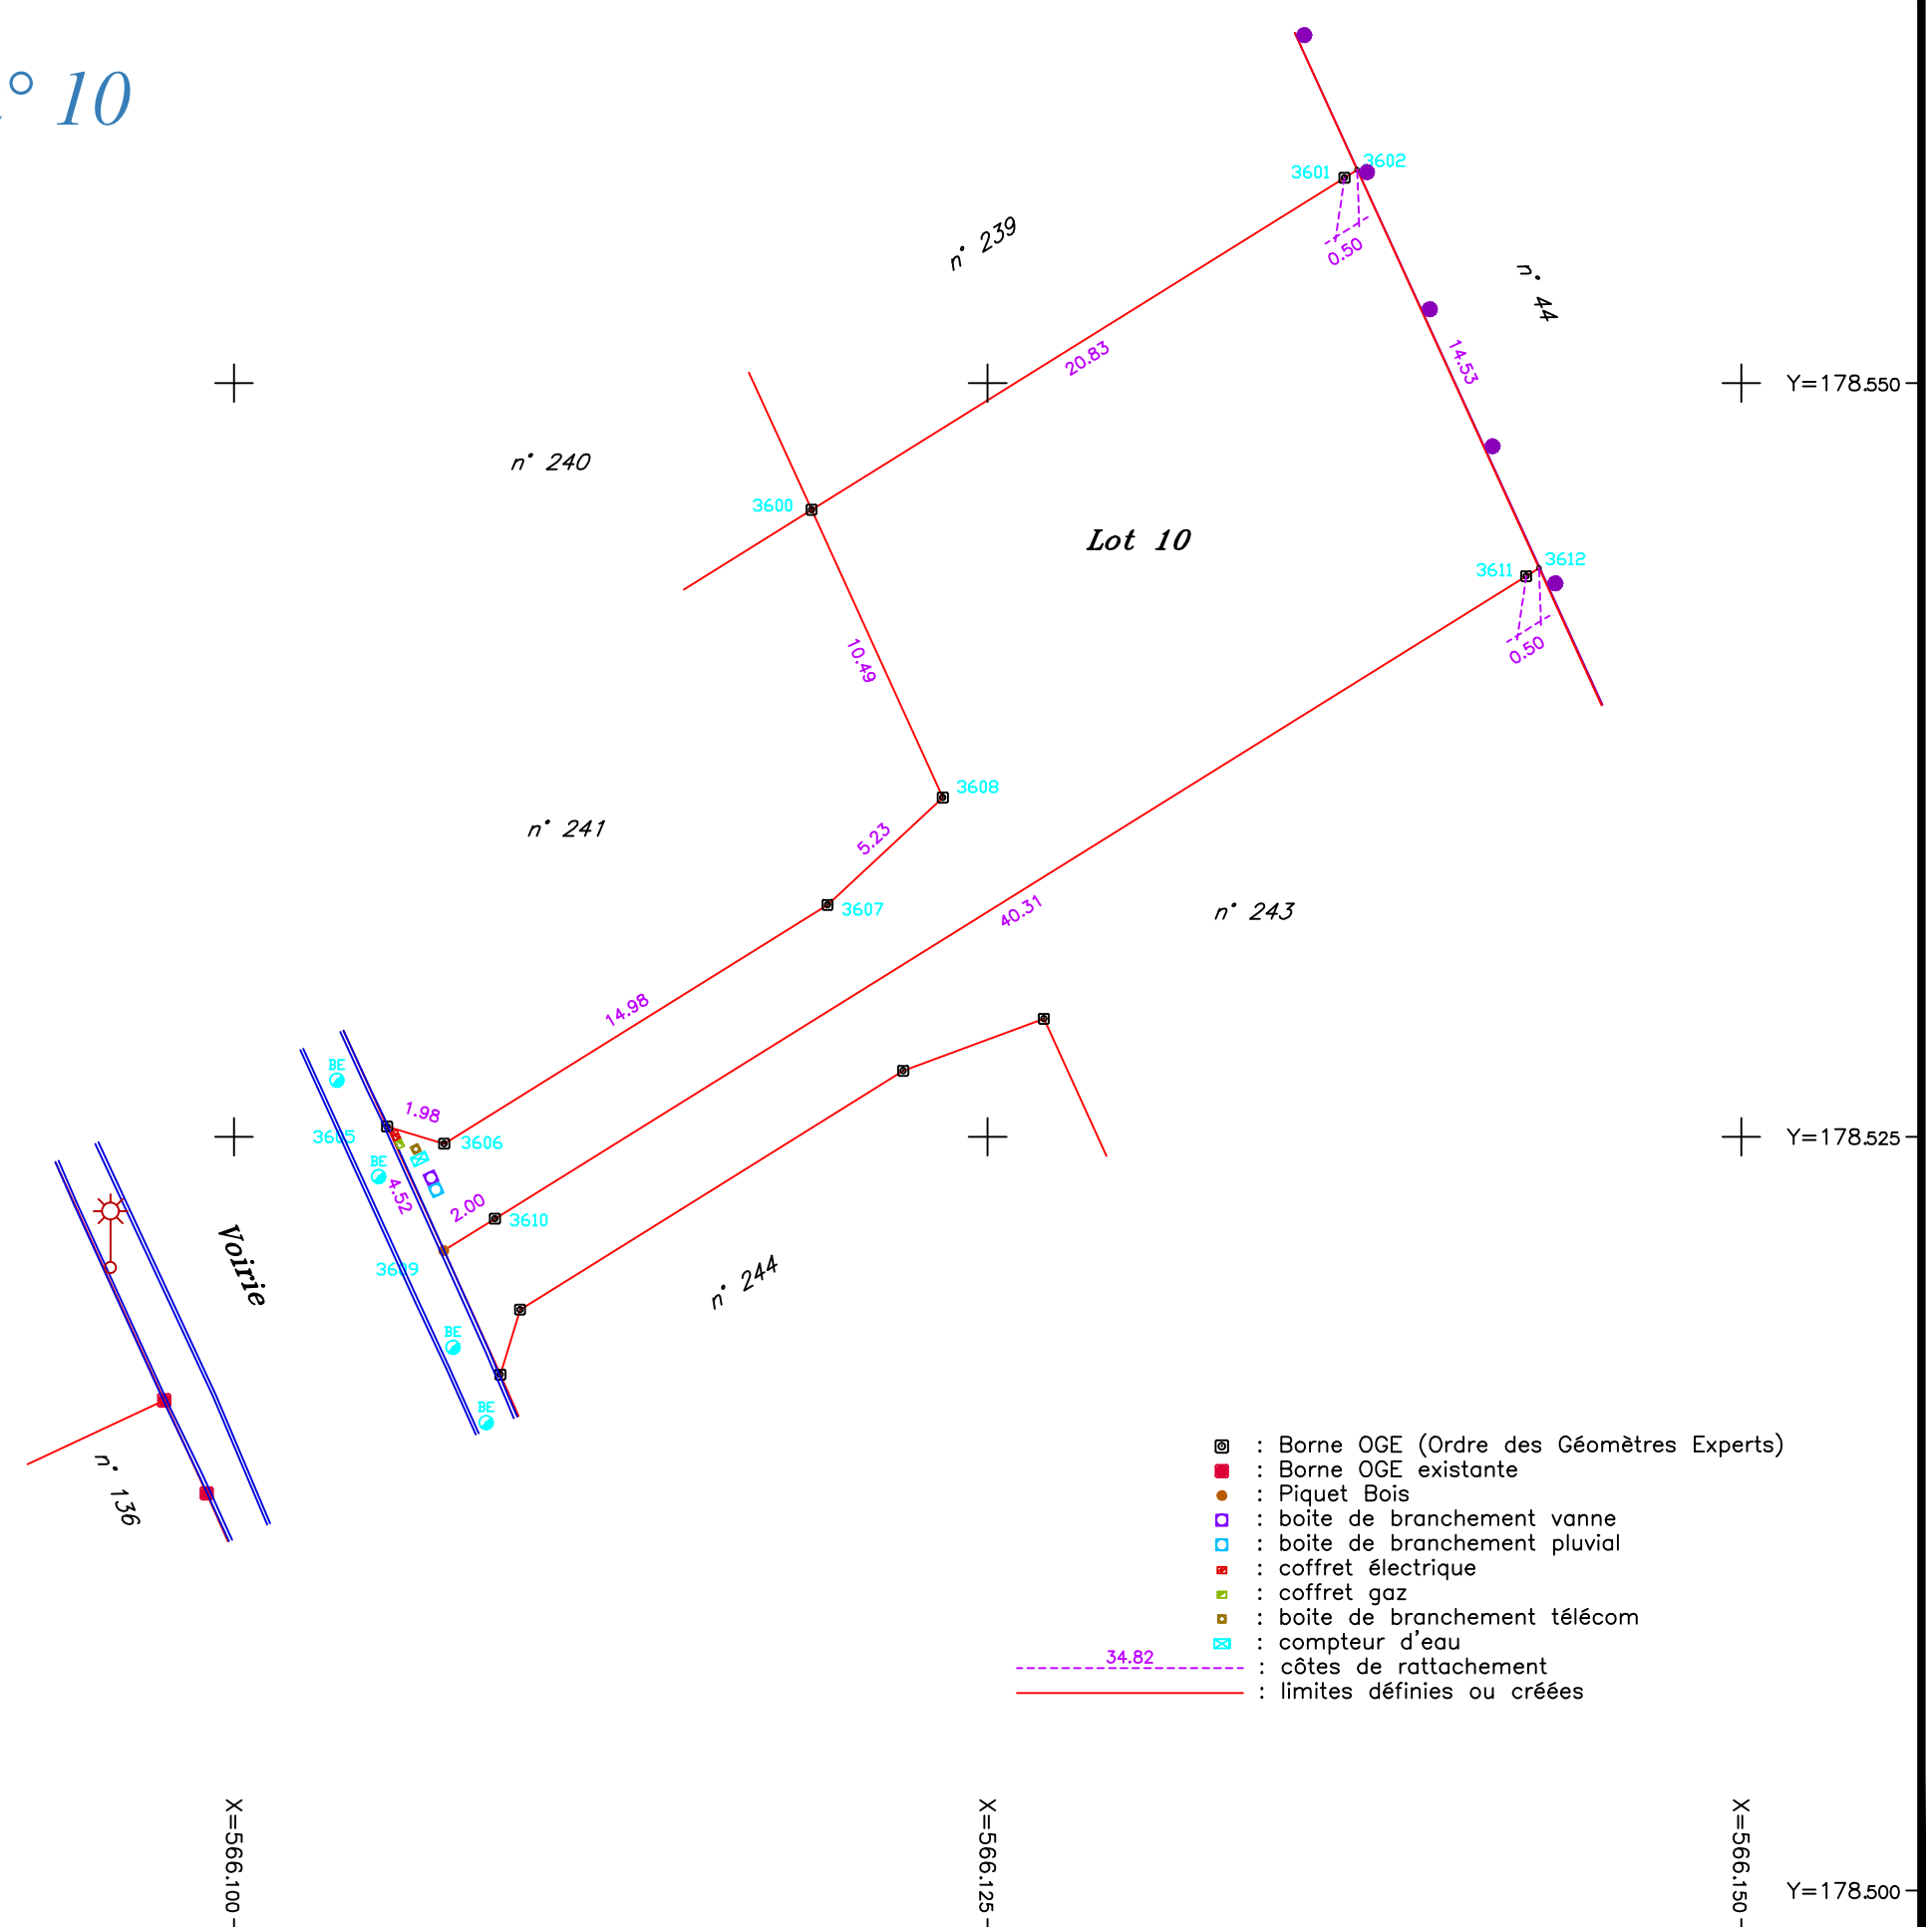 ° 10
3602
3601
n° 239
0.50
n° 44
20.83
14.53
Y=178.550
n° 240
3600
Lot 10
3612
3611
10.49
0.50
3608
n° 241
5.23
3607
40.31
n° 243
14.98
BE
1.98
3605
3606
Y=178.525
BE
4.52
2.00
3610
Voirie
3609
n° 244
BE
BE
n° 136
: Borne OGE (Ordre des Géomètres Experts)
: Borne OGE existante
: Piquet Bois
: boite de branchement vanne
: boite de branchement pluvial
: coffret électrique
: coffret gaz
: boite de branchement télécom
: compteur d'eau
34.82 : côtes de rattachement
: limites définies ou créées
X=566.100
X=566.125
X=566.150
Y=178.500